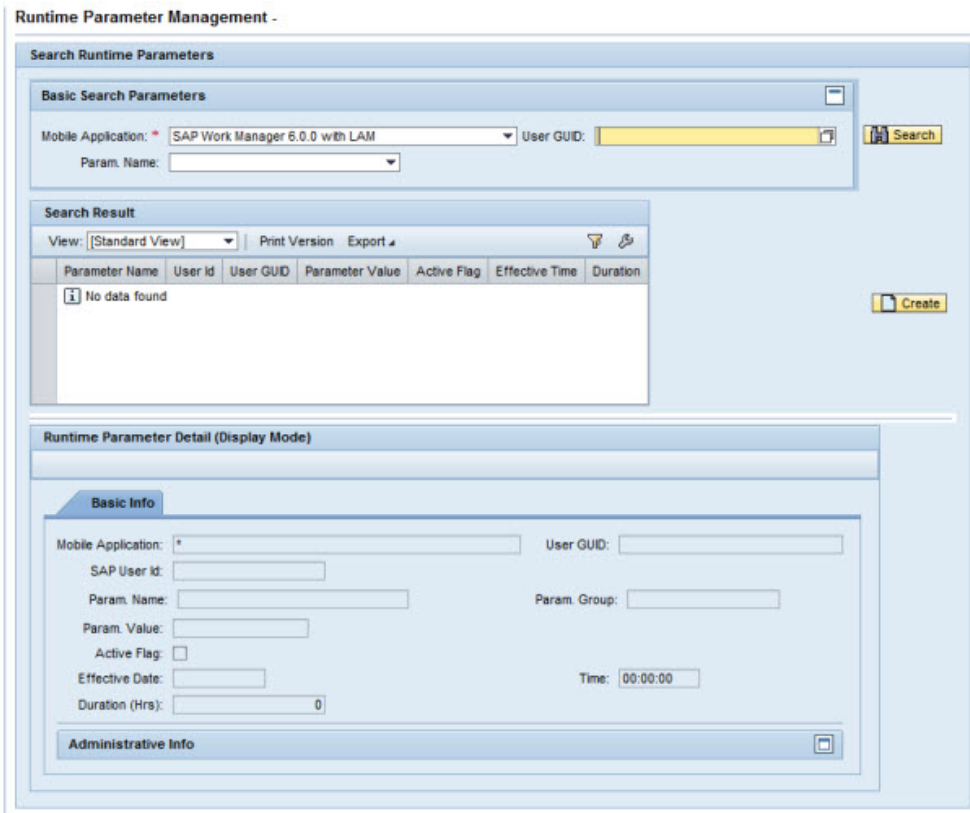 Runtime Parameter Management -
Search Runtime Parameters
Basic Search Parameters
Mobile Application: * SAP Work Manager 6.0.0 with LAM User GUID: Search
Param. Name:
Search Result
View: [Standard View] Print Version Export
Parameter Name User Id User GUID Parameter Value Active Flag Effective Time Duration
No data found
Create
Runtime Parameter Detail (Display Mode)
Basic Info
Mobile Application: * User GUID:
SAP User Id:
Param. Name: Param. Group:
Param. Value:
Active Flag:
Effective Date: Time: 00:00:00
Duration (Hrs): 0
Administrative Info